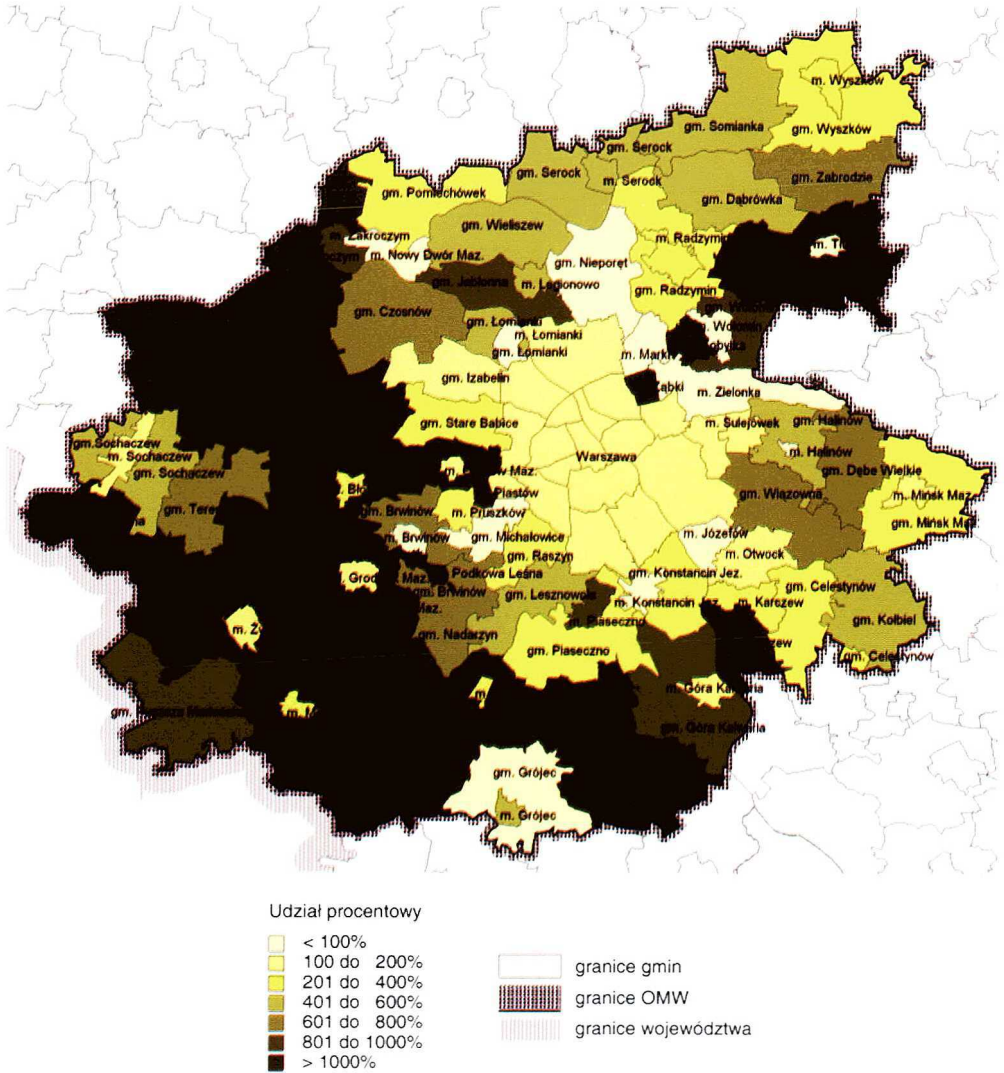 m. Wyszków
gm. Wyszków
gm. Somianka
gm. Serock
gm. Serock
m. Serock
gm. Zabrodzie
gm. Dąbrówka
gm. Pomiechówek
gm. Wieliszew
m. Zakroczym
m. Nowy Dwór Maz.
m. Radzymin
gm. Nieporęt
gm. Jabłonna
m. Legionowo
gm. Radzymin
gm. Czosnów
gm. Łomianki
m. Łomianki
gm. Łomianki
m. Marki
gm. Izabelin
m. Zielonka
gm. Stare Babice
m. Sulejówek
gm. Halinów
m. Halinów
gm. Sochaczew
m. Sochaczew
gm. Sochaczew
Warszawa
gm. Dębe Wielkie
gm. Wiązowna
m. Mińsk Maz.
gm. Mińsk Maz.
Piastów
gm. Brwinów
m. Pruszków
m. Brwinów
gm. Michałowice
m. Józefów
gm. Raszyn
m. Otwock
Podkowa Leśna
gm. Konstancin Jez.
gm. Celestynów
gm. Brwinów
gm. Lesznowola
m. Konstancin Jez.
m. Karczew
m. Piaseczno
gm. Kołbiel
gm. Nadarzyn
gm. Piaseczno
gm. Celestynów
m. Góra Kalwaria
gm. Góra Kalwaria
gm. Grójec
m. Grójec
Udział procentowy
< 100%
100 do 200%
201 do 400%
401 do 600%
601 do 800%
801 do 1000%
> 1000%
granice gmin
granice OMW
granice województwa